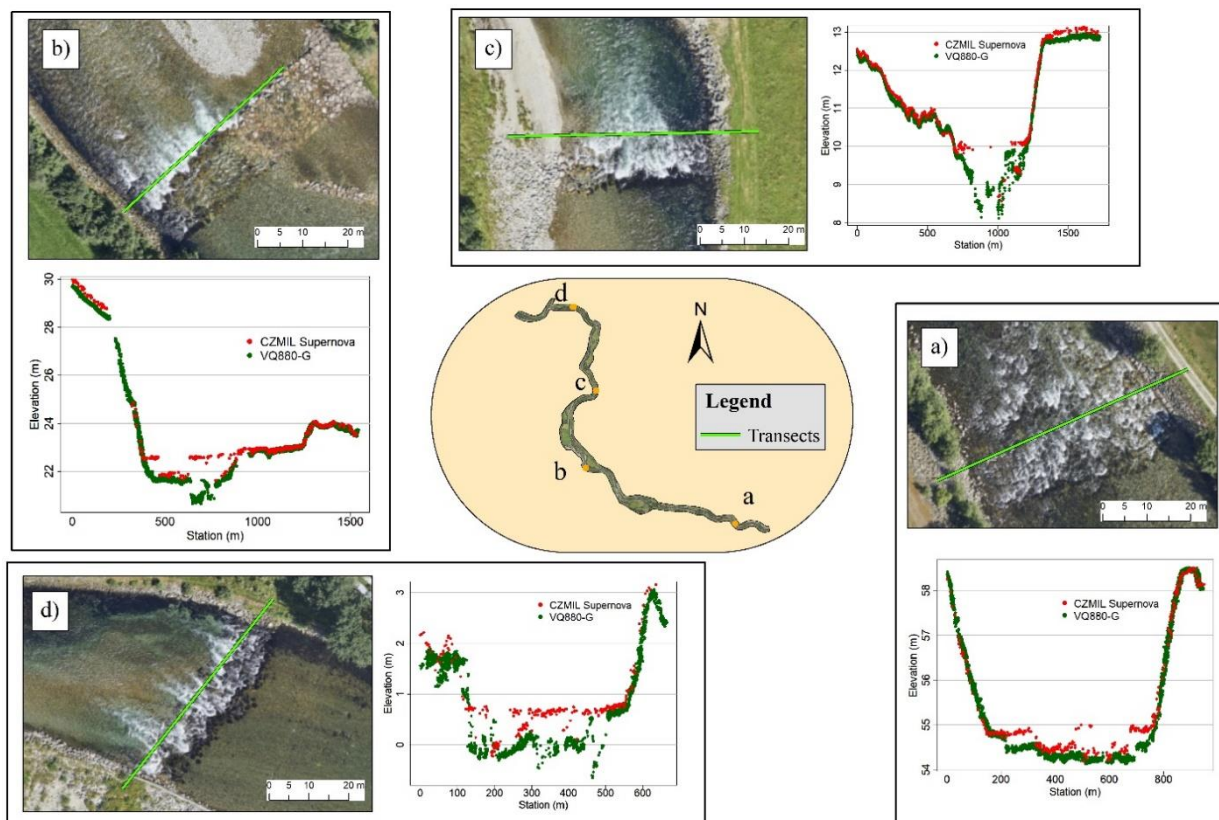 b)
0 5 10 20 m
30
28
26
24
22
Elevation (m)
CZMIL Supernova
VQ880-G
0 500 1000 1500
Station (m)
c)
0 5 10 20 m
13
12
11
10
9
8
Elevation (m)
CZMIL Supernova
VQ880-G
0 500 1000 1500
Station (m)
d
N
c
b
a
Legend
Transects
a)
0 5 10 20 m
58
57
56
55
54
Elevation (m)
CZMIL Supernova
VQ880-G
0 200 400 600 800
Station (m)
d)
0 5 10 20 m
3
2
1
0
Elevation (m)
CZMIL Supernova
VQ880-G
0 100 200 300 400 500 600
Station (m)